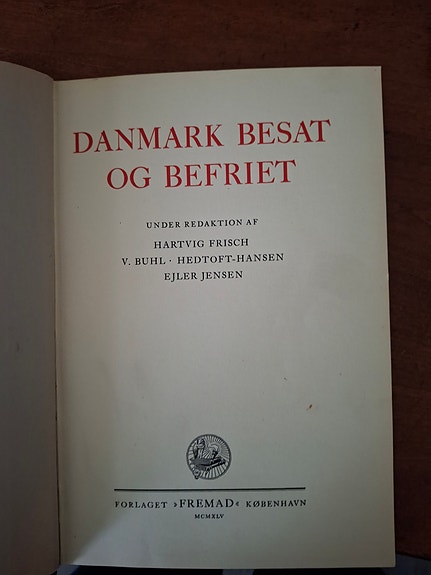 DANMARK BESAT
OG BEFRIET
UNDER REDAKTION AF
HARTVIG FRISCH
V. BUHL · HEDTOFT-HANSEN
EJLER JENSEN
FORLAGET »FREMAD« KØBENHAVN
MCMXLV